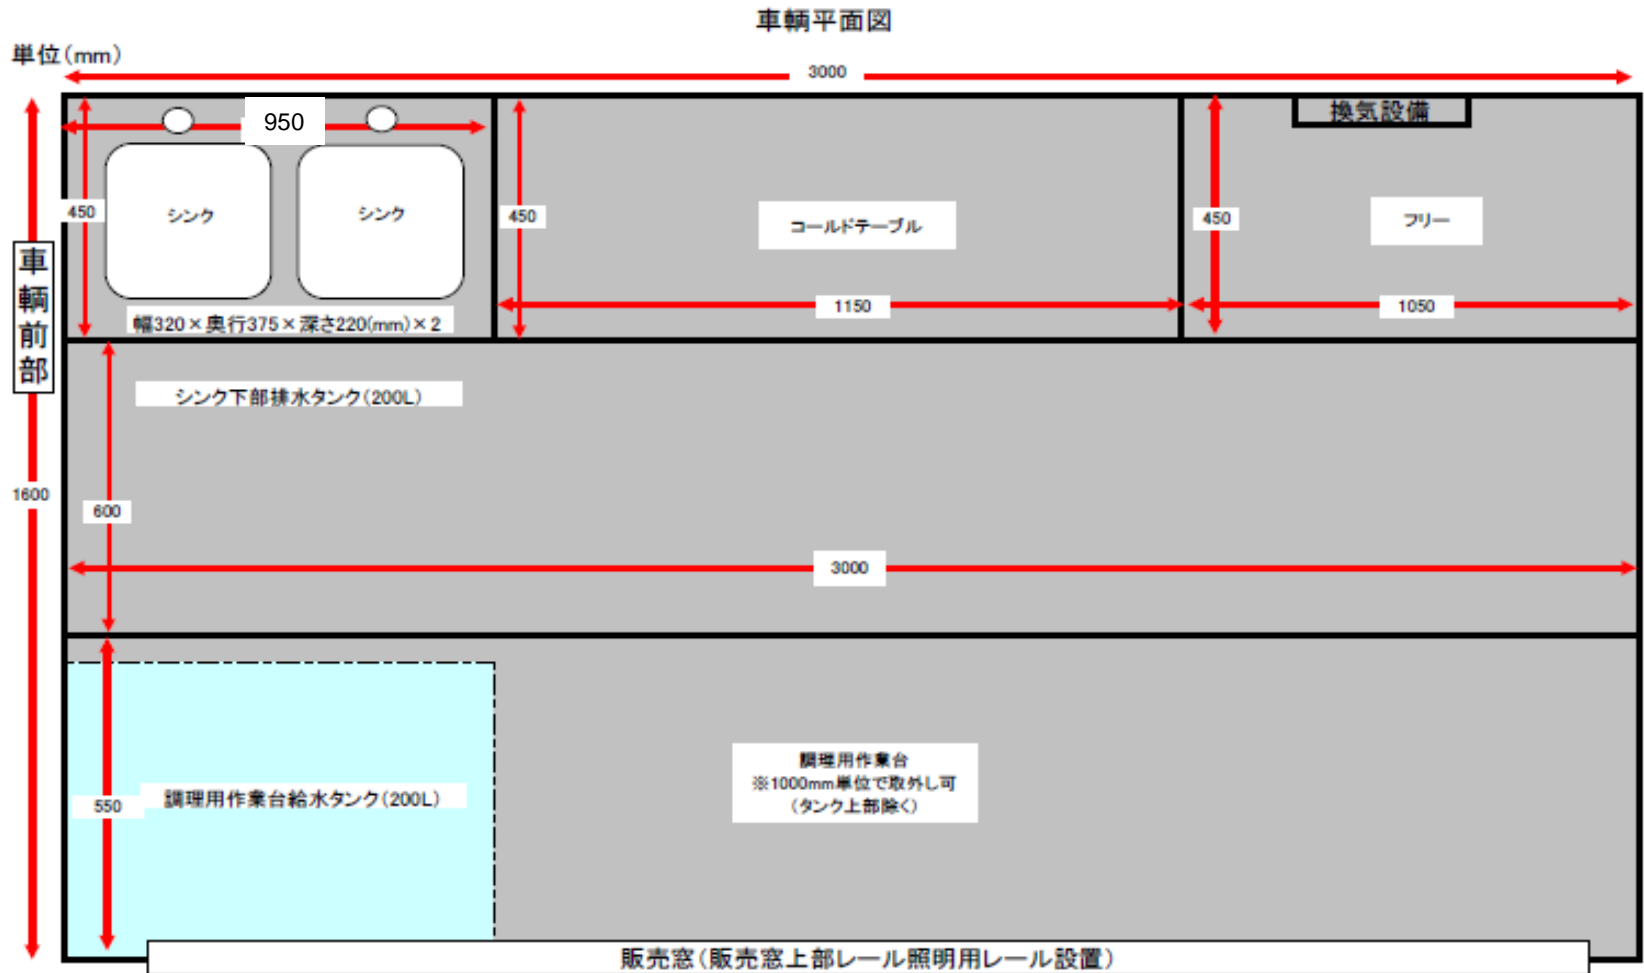 車輌平面図
単位(mm)
3000
950
換気設備
450
シンク
シンク
450
コールドテーブル
450
フリー
1150
1050
幅320×奥行375×深さ220(mm)×2
車輌前部
シンク下部排水タンク(200L)
1600
600
3000
調理用作業台
※1000mm単位で取外し可
(タンク上部除く)
550
調理用作業台給水タンク(200L)
販売窓(販売窓上部レール照明用レール設置)